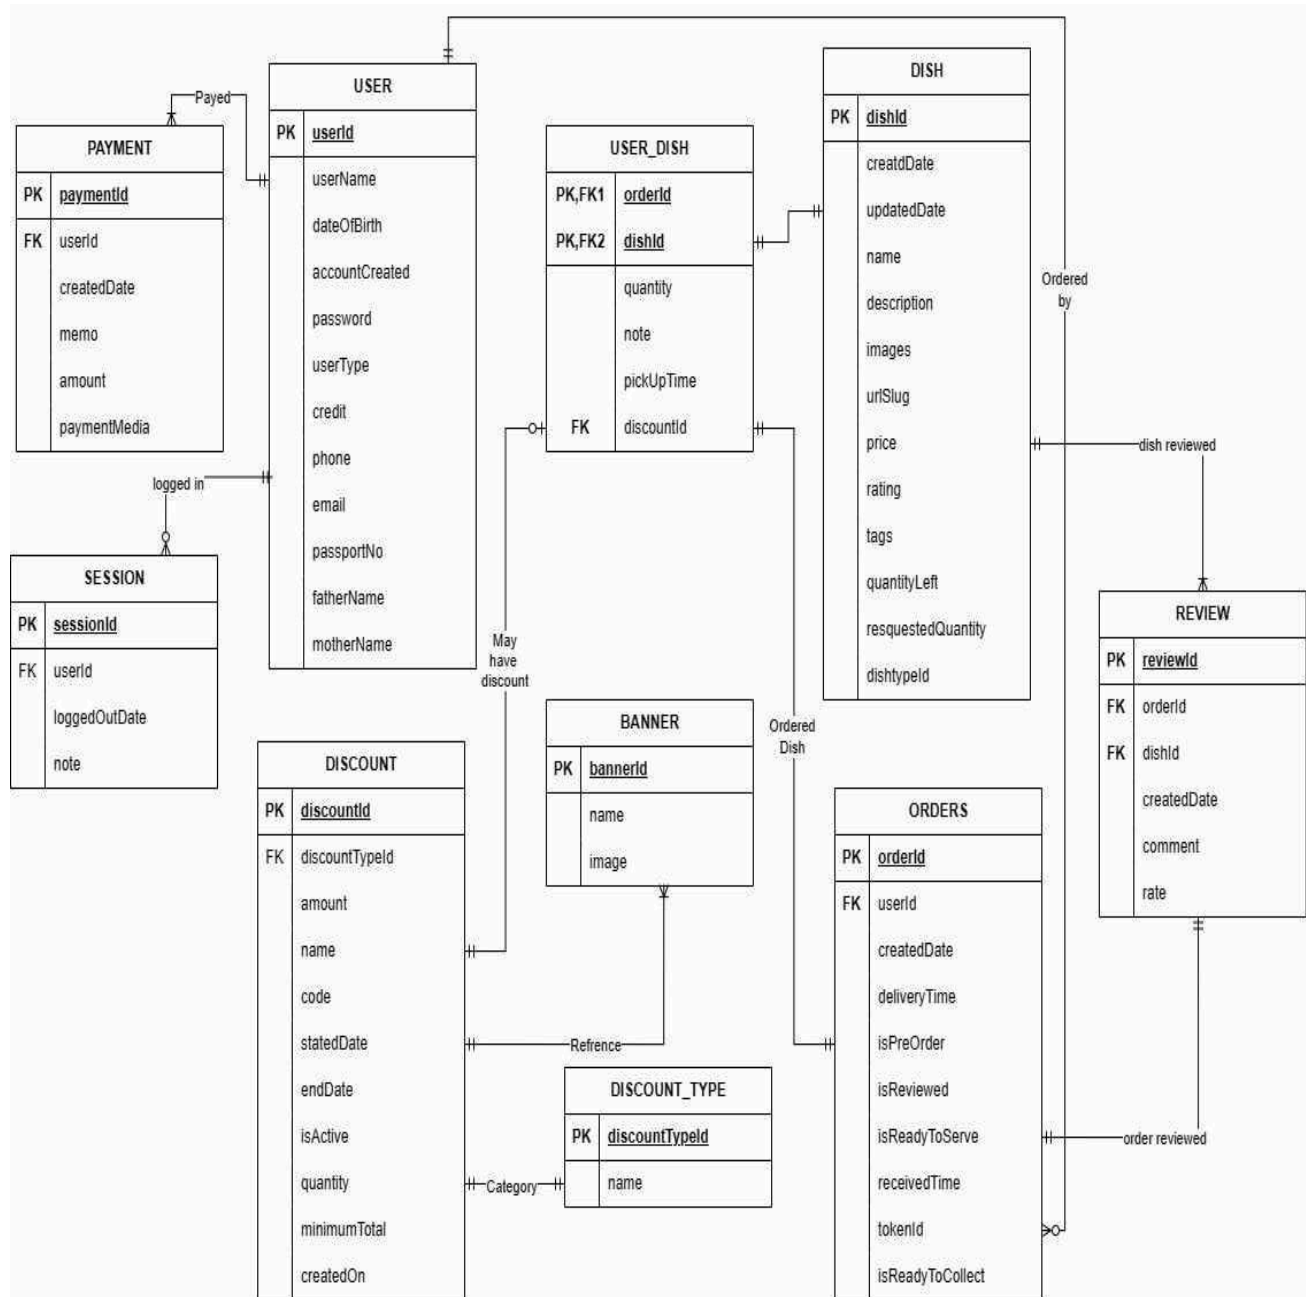 USER
PK userId
userName
dateOfBirth
accountCreated
password
userType
credit
phone
email
passportNo
fatherName
motherName
Payed
PAYMENT
PK paymentId
FK userId
createdDate
memo
amount
paymentMedia
logged in
SESSION
PK sessionId
FK userId
loggedOutDate
note
USER_DISH
PK,FK1 orderId
PK,FK2 dishId
quantity
note
pickUpTime
FK discountId
DISH
PK dishId
creatdDate
updatedDate
name
description
images
urlSlug
price
rating
tags
quantityLeft
resquestedQuantity
dishtypeId
Ordered
by
dish reviewed
REVIEW
PK reviewId
FK orderId
FK dishId
createdDate
comment
rate
May
have
discount
Ordered
Dish
BANNER
PK bannerId
name
image
DISCOUNT
PK discountId
FK discountTypeId
amount
name
code
statedDate
endDate
isActive
quantity
minimumTotal
createdOn
Refrence
Category
DISCOUNT_TYPE
PK discountTypeId
name
ORDERS
PK orderId
FK userId
createdDate
deliveryTime
isPreOrder
isReviewed
isReadyToServe
receivedTime
tokenId
isReadyToCollect
order reviewed